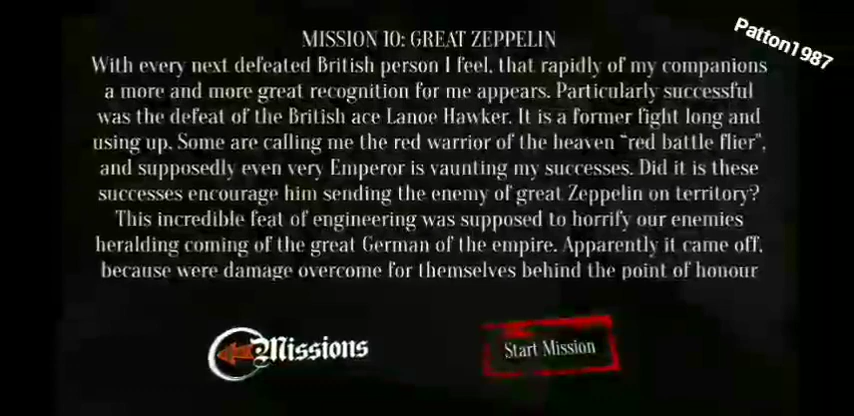 Patton1987
MISSION 10: GREAT ZEPPELIN
With every next defeated British person I feel, that rapidly of my companions
a more and more great recognition for me appears. Particularly successful
was the defeat of the British ace Lanoe Hawker. It is a former fight long and
using up, Some are calling me the red warrior of the heaven "red battle flier",
and supposedly even very Emperor is vaunting my successes. Did it is these
successes encourage him sending the enemy of great Zeppelin on territory?
This incredible feat of engineering was supposed to horrify our enemies
heralding coming of the great German of the empire. Apparently it came off,
because were damage overcome for themselves behind the point of honour
Missions
Start Mission